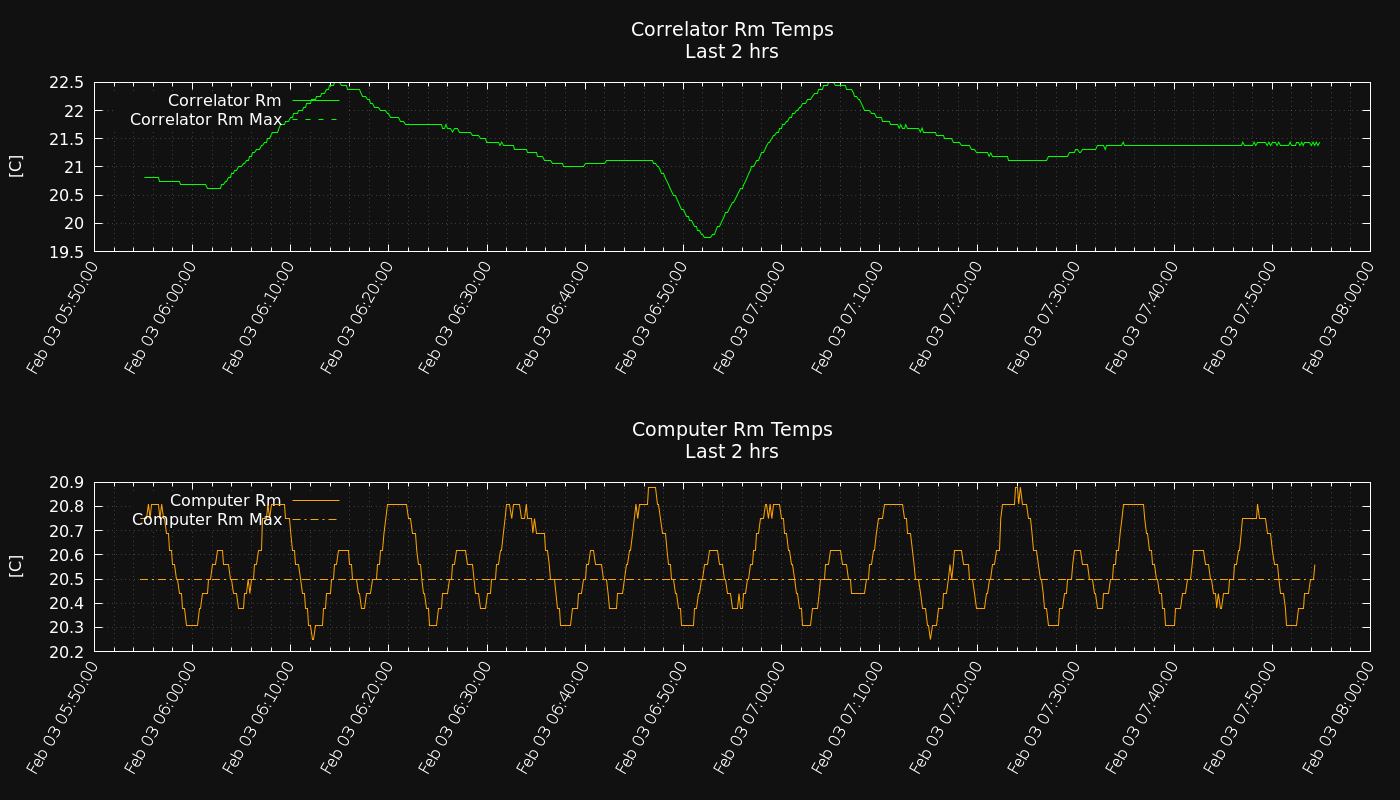 Correlator Rm Temps
Last 2 hrs
22.5
22
21.5
21
20.5
20
19.5
[C]
Correlator Rm
Correlator Rm Max
Feb 03 05:50:00
Feb 03 06:00:00
Feb 03 06:10:00
Feb 03 06:20:00
Feb 03 06:30:00
Feb 03 06:40:00
Feb 03 06:50:00
Feb 03 07:00:00
Feb 03 07:10:00
Feb 03 07:20:00
Feb 03 07:30:00
Feb 03 07:40:00
Feb 03 07:50:00
Feb 03 08:00:00
Computer Rm Temps
Last 2 hrs
20.9
20.8
20.7
20.6
20.5
20.4
20.3
20.2
[C]
Computer Rm
Computer Rm Max
Feb 03 05:50:00
Feb 03 06:00:00
Feb 03 06:10:00
Feb 03 06:20:00
Feb 03 06:30:00
Feb 03 06:40:00
Feb 03 06:50:00
Feb 03 07:00:00
Feb 03 07:10:00
Feb 03 07:20:00
Feb 03 07:30:00
Feb 03 07:40:00
Feb 03 07:50:00
Feb 03 08:00:00